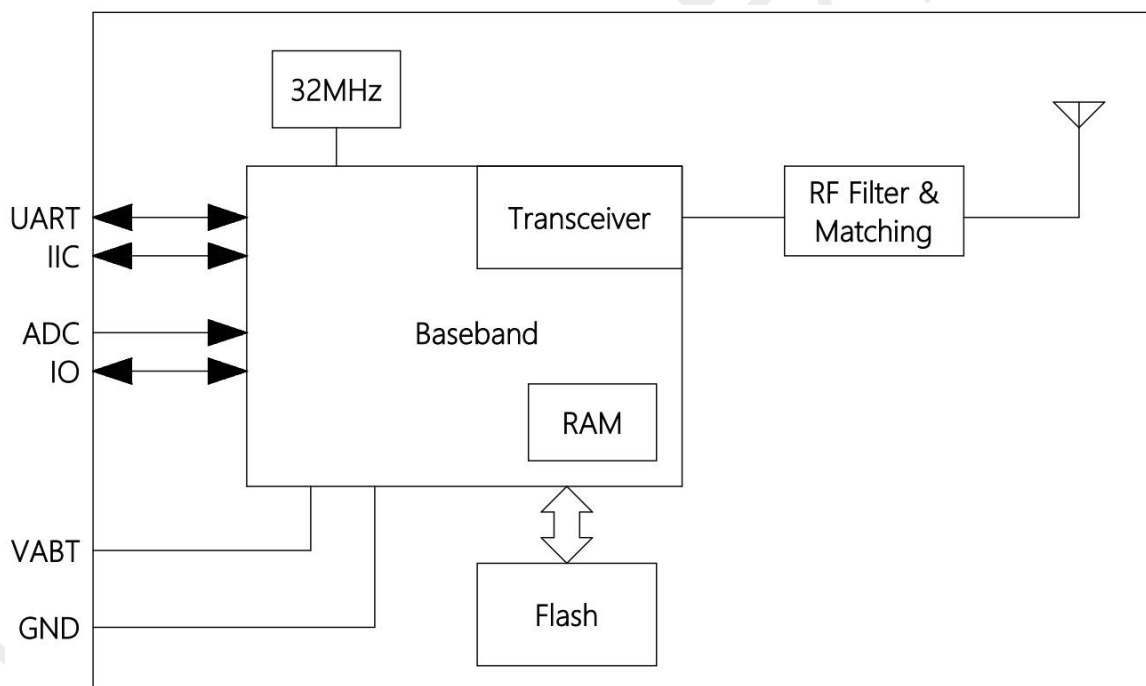 32MHz
UART
IIC
ADC
IO
Transceiver
RF Filter &
Matching
Baseband
RAM
VABT
GND
Flash